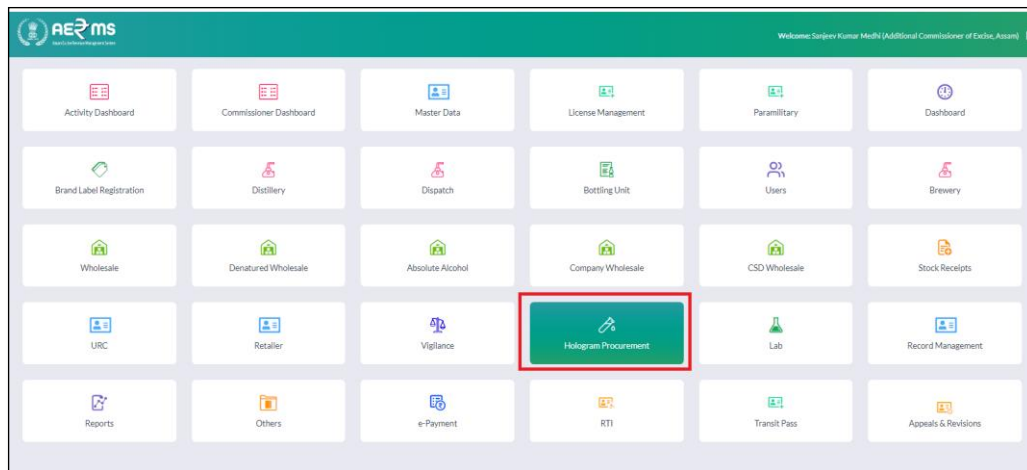 AERMS
Welcome: Sanjeev Kumar Medhi (Additional Commissioner of Excise, Assam)
Activity Dashboard
Commissioner Dashboard
Master Data
License Management
Paramilitary
Dashboard
Brand Label Registration
Distillery
Dispatch
Bottling Unit
Users
Brewery
Wholesale
Denatured Wholesale
Absolute Alcohol
Company Wholesale
CSD Wholesale
Stock Receipts
URC
Retailer
Vigilance
Hologram Procurement
Lab
Record Management
Reports
Others
e-Payment
RTI
Transit Pass
Appeals & Revisions